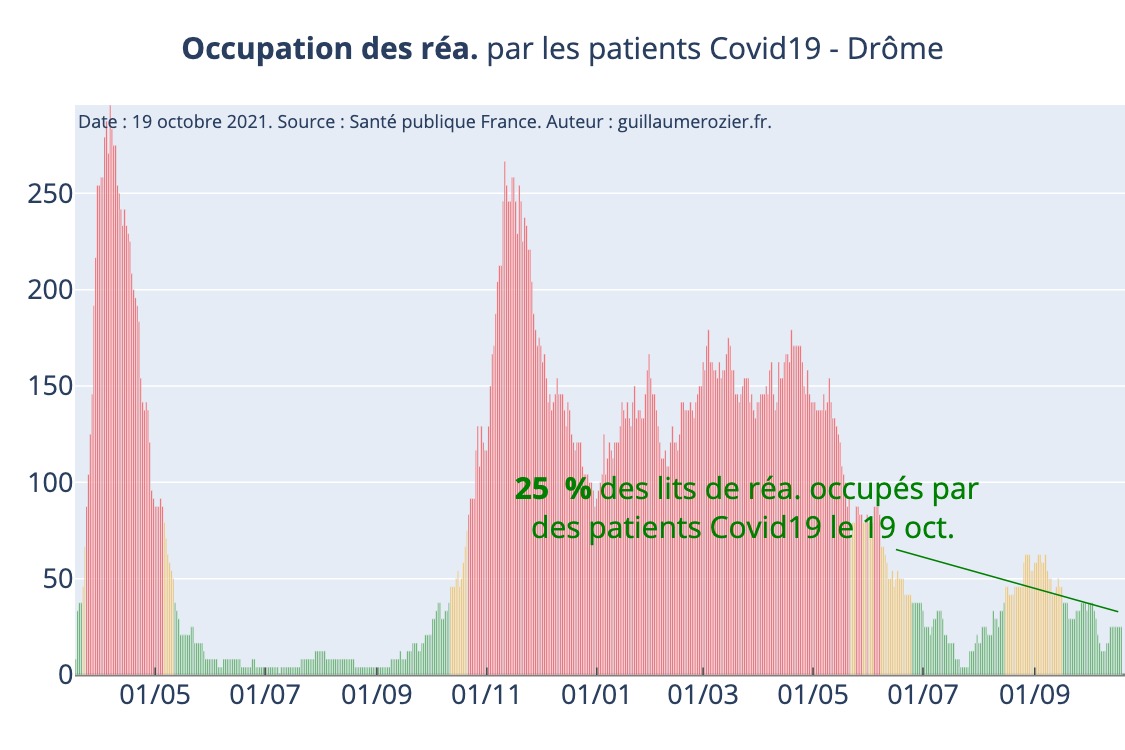 Occupation des réa. par les patients Covid19 - Drôme
Date : 19 octobre 2021. Source : Santé publique France. Auteur : guillaumerozier.fr.
250
200
150
100
50
0
25 % des lits de réa. occupés par
des patients Covid19 le 19 oct.
01/05 01/07 01/09 01/11 01/01 01/03 01/05 01/07 01/09